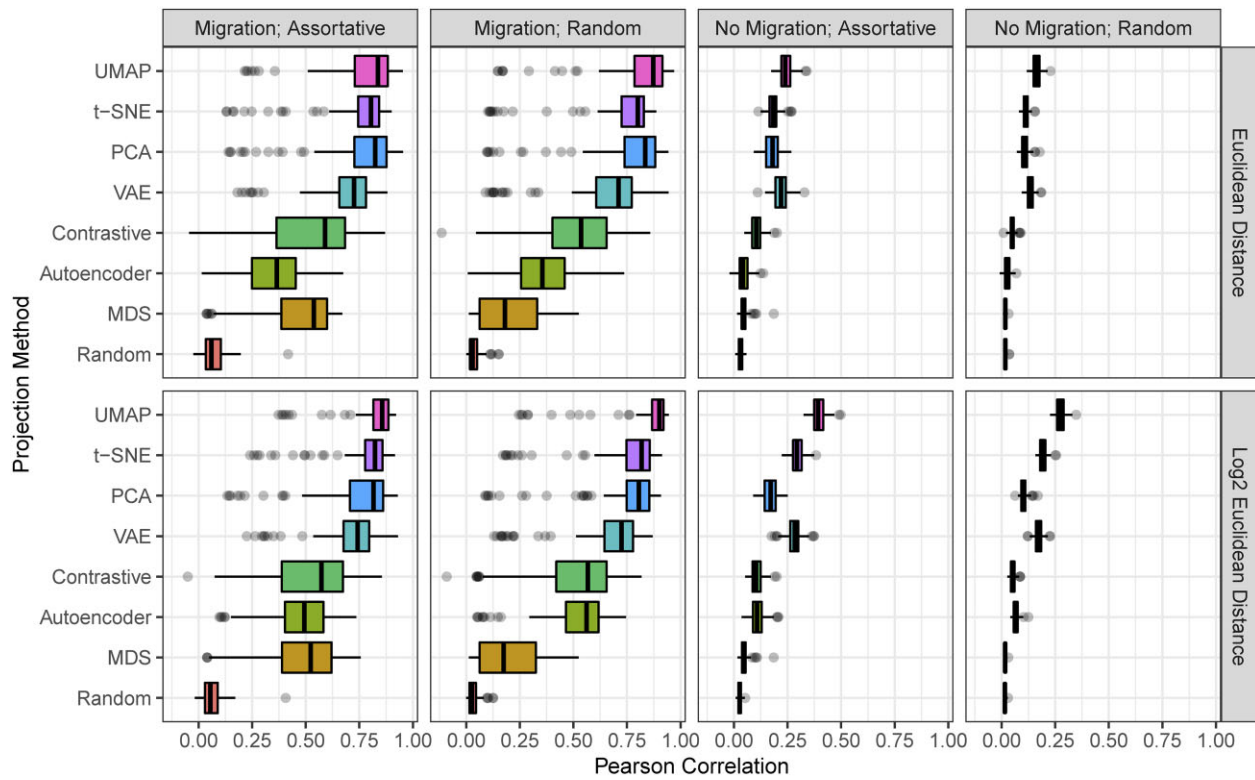 Migration; Assortative
Migration; Random
No Migration; Assortative
No Migration; Random
Projection Method
UMAP
t−SNE
PCA
VAE
Contrastive
Autoencoder
MDS
Random
Euclidean Distance
UMAP
t−SNE
PCA
VAE
Contrastive
Autoencoder
MDS
Random
Log2 Euclidean Distance
0.00 0.25 0.50 0.75 1.00
0.00 0.25 0.50 0.75 1.00
0.00 0.25 0.50 0.75 1.00
0.00 0.25 0.50 0.75 1.00
Pearson Correlation